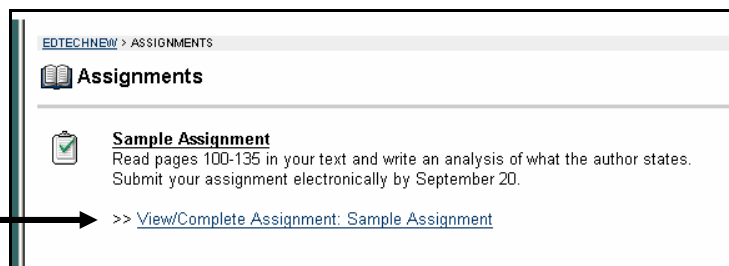 EDTECHNEW > ASSIGNMENTS
Assignments
Sample Assignment
Read pages 100-135 in your text and write an analysis of what the author states.
Submit your assignment electronically by September 20.
>> View/Complete Assignment: Sample Assignment